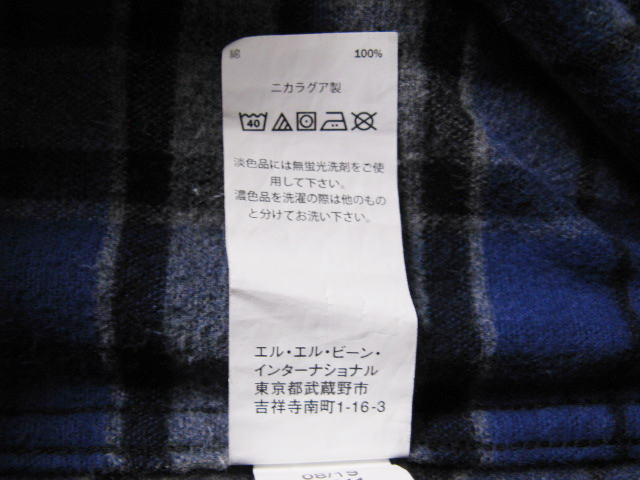 綿 100%
ニカラグア製
40
淡色品には無蛍光洗剤をご使
用して下さい。
濃色品を洗濯の際は他のもの
と分けてお洗い下さい。
エル・エル・ビーン・
インターナショナル
東京都武蔵野市
吉祥寺南町1-16-3
08/19